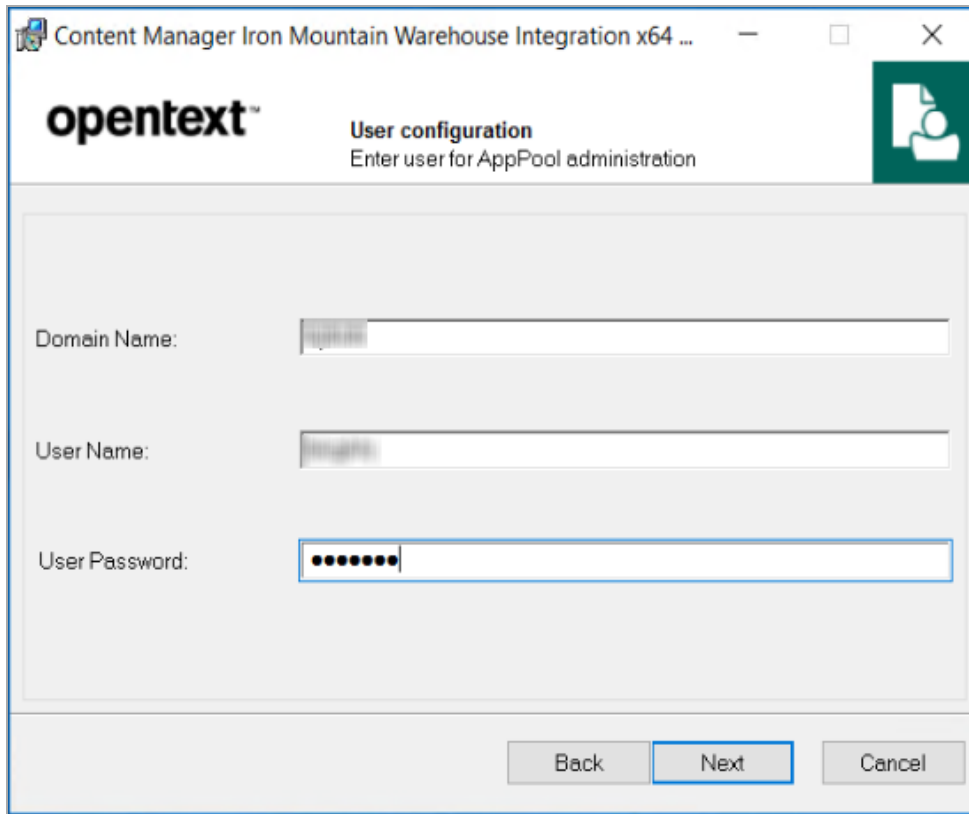 Content Manager Iron Mountain Warehouse Integration x64 ...
opentext™
User configuration
Enter user for AppPool administration
Domain Name:
User Name:
User Password: •••••••
Back Next Cancel